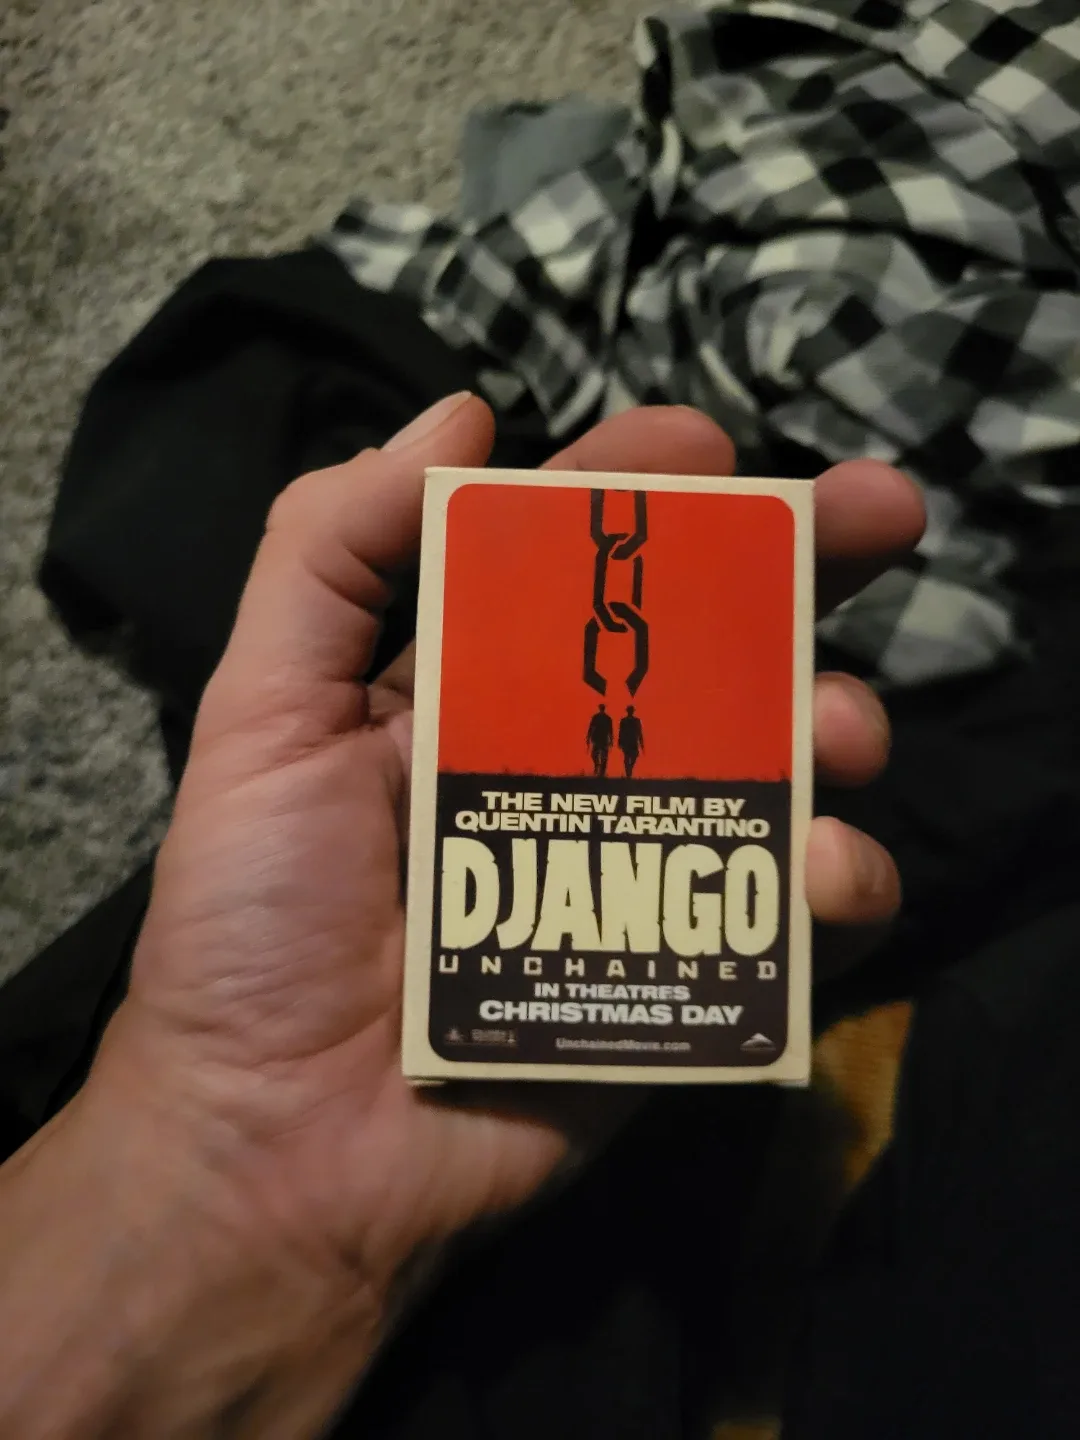 THE NEW FILM BY
QUENTIN TARANTINO
DJANGO
UNCHAINED
IN THEATRES
CHRISTMAS DAY
UnchainedMovie.com